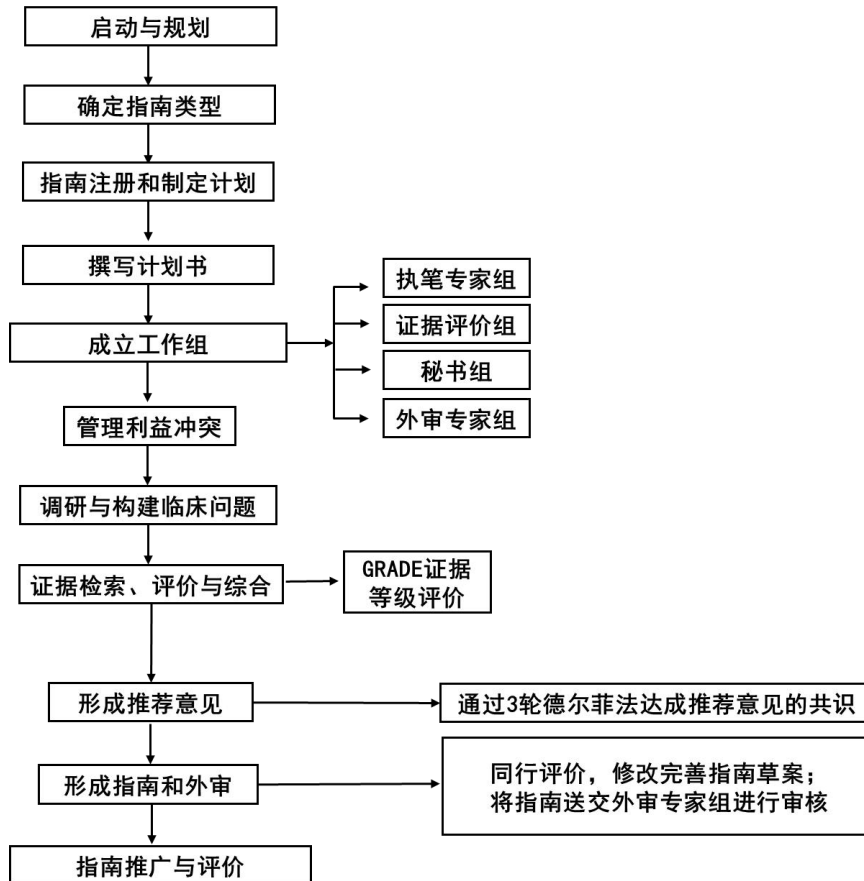 启动与规划
确定指南类型
指南注册和制定计划
撰写计划书
成立工作组
执笔专家组
证据评价组
秘书组
外审专家组
管理利益冲突
调研与构建临床问题
证据检索、评价与综合
GRADE证据
等级评价
形成推荐意见
通过3轮德尔菲法达成推荐意见的共识
形成指南和外审
同行评价，修改完善指南草案；
将指南送交外审专家组进行审核
指南推广与评价